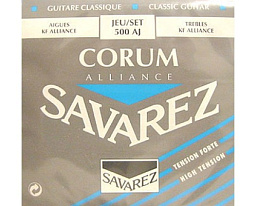 GUITARE CLASSIQUE
CLASSIC GUITAR
JEU/SET
500 AJ
AIGUES
KF ALLIANCE
TREBLES
KF ALLIANCE
CORUM
ALLIANCE
SAVAREZ
TENSION FORTE
HIGH TENSION
SAVAREZ